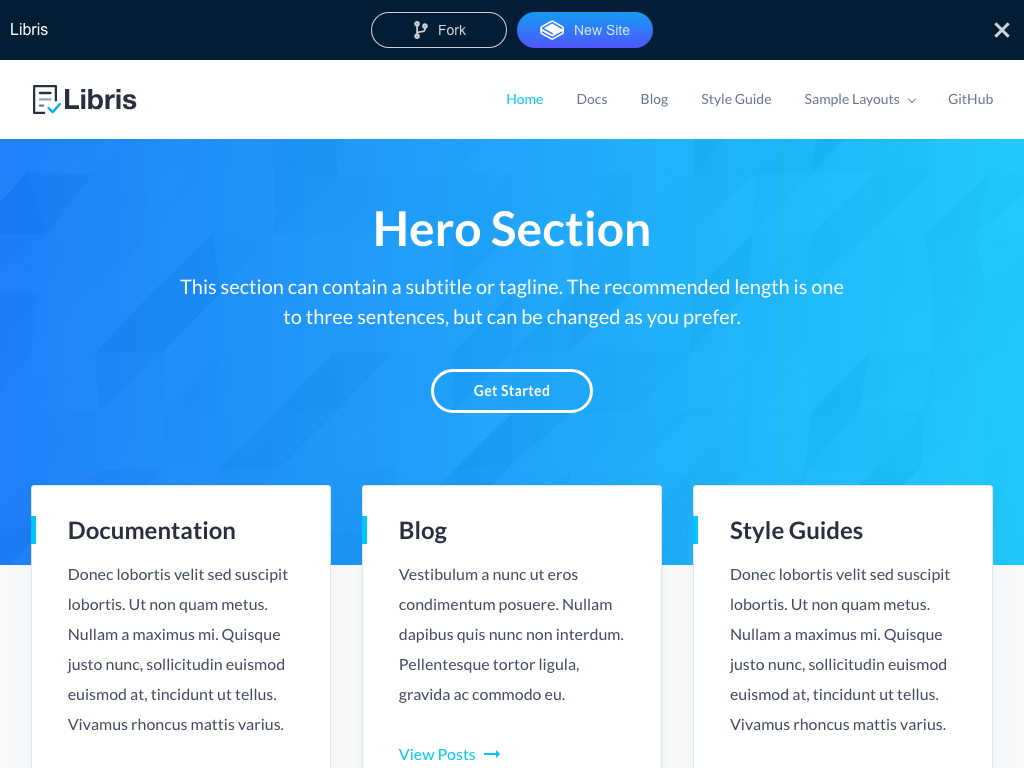 Libris
Fork
New Site
Libris
Home
Docs
Blog
Style Guide
Sample Layouts
GitHub
Hero Section
This section can contain a subtitle or tagline. The recommended length is one
to three sentences, but can be changed as you prefer.
Get Started
Documentation
Donec lobortis velit sed suscipit
lobortis. Ut non quam metus.
Nullam a maximus mi. Quisque
justo nunc, sollicitudin euismod
euismod at, tincidunt ut tellus.
Vivamus rhoncus mattis varius.
Blog
Vestibulum a nunc ut eros
condimentum posuere. Nullam
dapibus quis nunc non interdum.
Pellentesque tortor ligula,
gravida ac commodo eu.
View Posts
Style Guides
Donec lobortis velit sed suscipit
lobortis. Ut non quam metus.
Nullam a maximus mi. Quisque
justo nunc, sollicitudin euismod
euismod at, tincidunt ut tellus.
Vivamus rhoncus mattis varius.